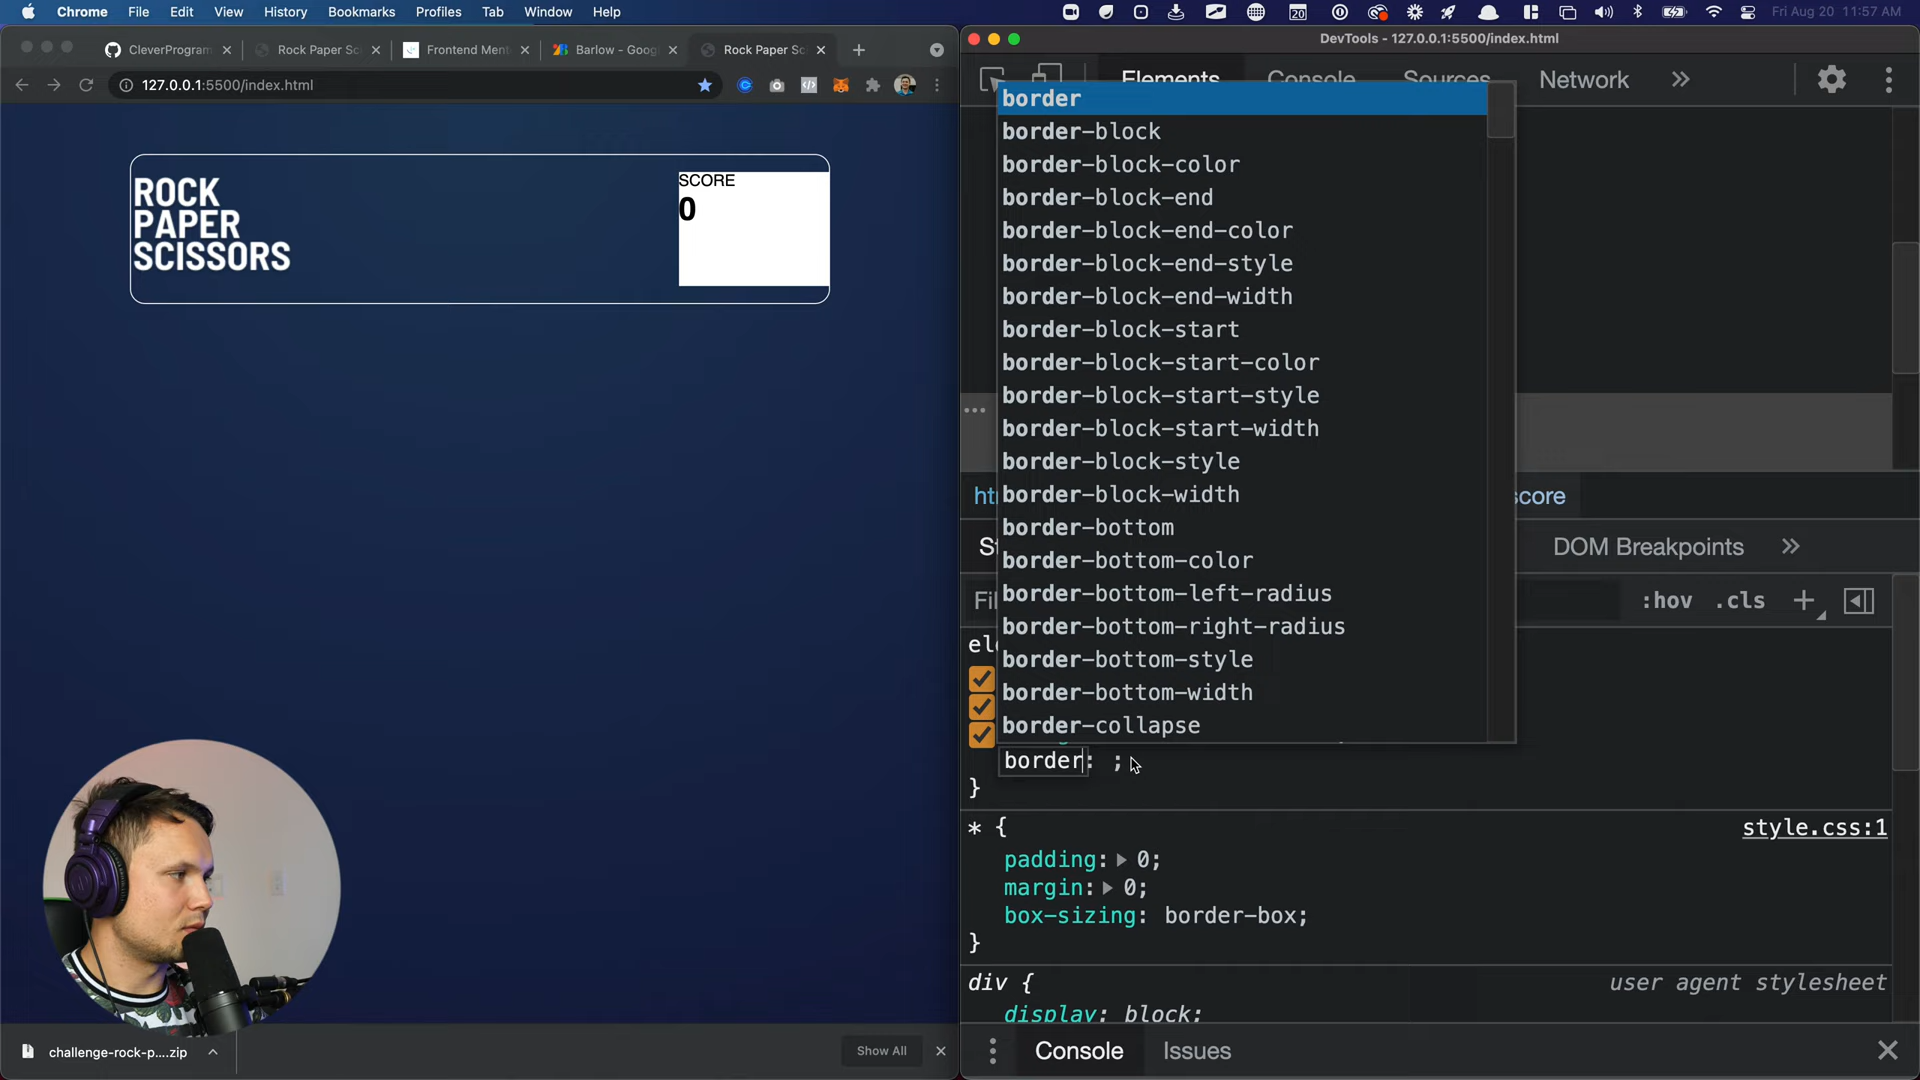 Chrome File Edit View History Bookmarks Profiles Tab Window Help
20
Fri Aug 20 11:57 AM
CleverProgram
Rock Paper Sci
Frontend Ment
Barlow - Goog
Rock Paper Sci
127.0.0.1:5500/index.html
ROCK
PAPER
SCISSORS
SCORE
0
challenge-rock-p....zip
Show All
DevTools - 127.0.0.1:5500/index.html
Elements Console Sources Network
border
border-block
border-block-color
border-block-end
border-block-end-color
border-block-end-style
border-block-end-width
border-block-start
border-block-start-color
border-block-start-style
border-block-start-width
border-block-style
border-block-width
border-bottom
border-bottom-color
border-bottom-left-radius
border-bottom-right-radius
border-bottom-style
border-bottom-width
border-collapse
ht
score
St
DOM Breakpoints
Fil
:hov .cls
ele
border: ;
}
* {
style.css:1
padding: 0;
margin: 0;
box-sizing: border-box;
}
div {
user agent stylesheet
display: block;
Console Issues